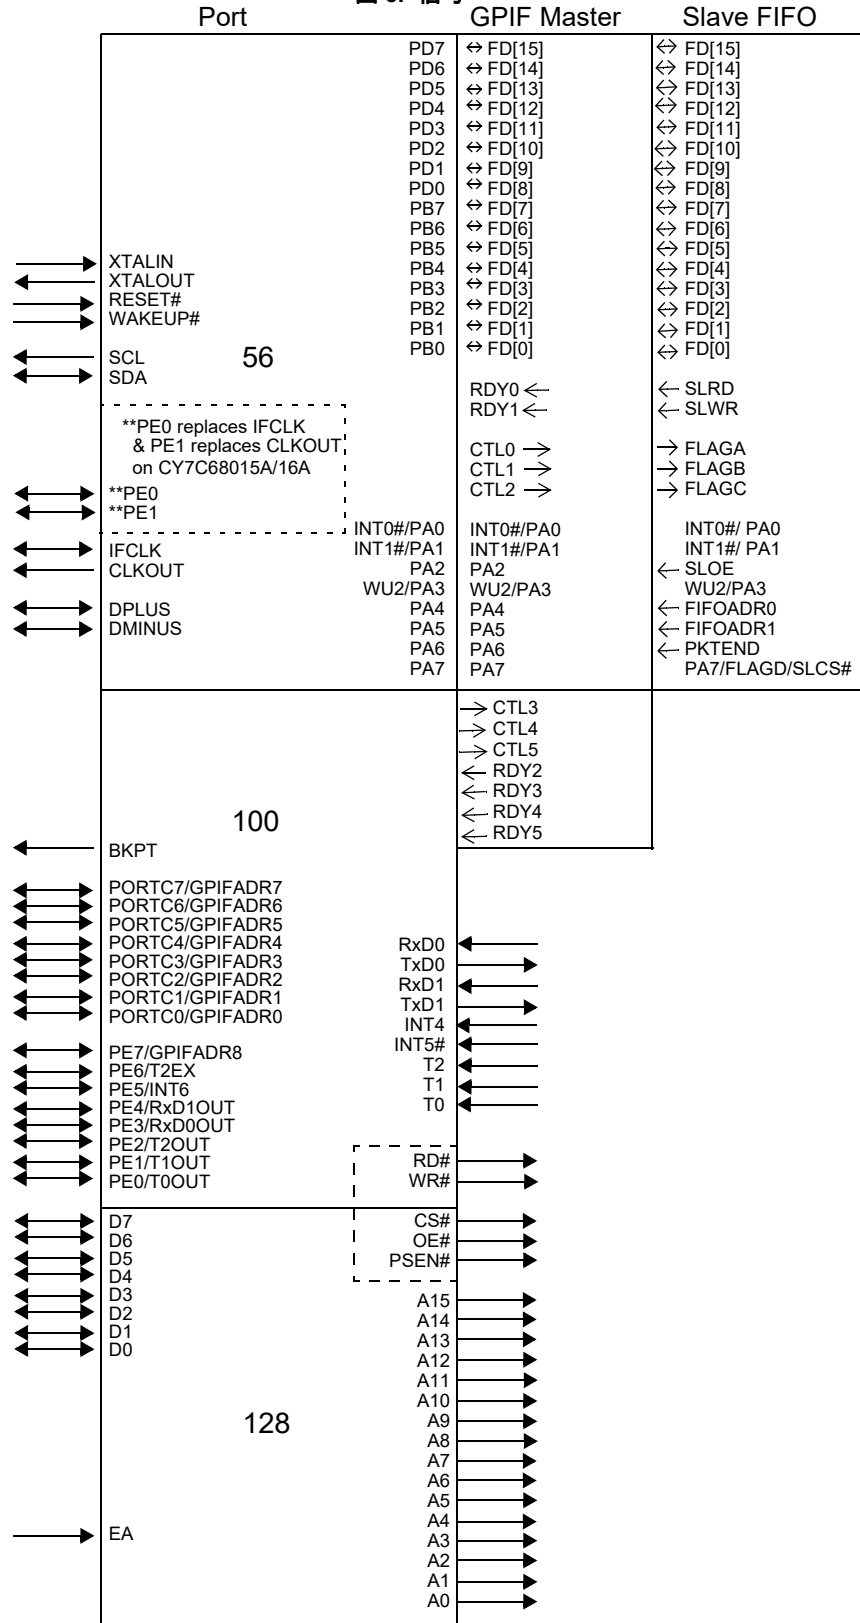 信号
Port GPIF Master Slave FIFO
XTALIN
XTALOUT
RESET#
WAKEUP#
SCL
SDA
56
**PE0 replaces IFCLK
& PE1 replaces CLKOUT
on CY7C68015A/16A
**PE0
**PE1
IFCLK
CLKOUT
DPLUS
DMINUS
PD7 ↔ FD[15] ↔ FD[15]
PD6 ↔ FD[14] ↔ FD[14]
PD5 ↔ FD[13] ↔ FD[13]
PD4 ↔ FD[12] ↔ FD[12]
PD3 ↔ FD[11] ↔ FD[11]
PD2 ↔ FD[10] ↔ FD[10]
PD1 ↔ FD[9] ↔ FD[9]
PD0 ↔ FD[8] ↔ FD[8]
PB7 ↔ FD[7] ↔ FD[7]
PB6 ↔ FD[6] ↔ FD[6]
PB5 ↔ FD[5] ↔ FD[5]
PB4 ↔ FD[4] ↔ FD[4]
PB3 ↔ FD[3] ↔ FD[3]
PB2 ↔ FD[2] ↔ FD[2]
PB1 ↔ FD[1] ↔ FD[1]
PB0 ↔ FD[0] ↔ FD[0]
RDY0 ← ← SLRD
RDY1 ← ← SLWR
CTL0 → → FLAGA
CTL1 → → FLAGB
CTL2 → → FLAGC
INT0#/PA0 INT0#/PA0 INT0#/ PA0
INT1#/PA1 INT1#/PA1 INT1#/ PA1
PA2 PA2 ← SLOE
WU2/PA3 WU2/PA3 WU2/PA3
PA4 PA4 ← FIFOADR0
PA5 PA5 ← FIFOADR1
PA6 PA6 ← PKTEND
PA7 PA7 PA7/FLAGD/SLCS#
→ CTL3
→ CTL4
→ CTL5
← RDY2
← RDY3
← RDY4
← RDY5
100
BKPT
PORTC7/GPIFADR7
PORTC6/GPIFADR6
PORTC5/GPIFADR5
PORTC4/GPIFADR4
PORTC3/GPIFADR3
PORTC2/GPIFADR2
PORTC1/GPIFADR1
PORTC0/GPIFADR0
PE7/GPIFADR8
PE6/T2EX
PE5/INT6
PE4/RxD1OUT
PE3/RxD0OUT
PE2/T2OUT
PE1/T1OUT
PE0/T0OUT
RxD0
TxD0
RxD1
TxD1
INT4
INT5#
T2
T1
T0
RD#
WR#
CS#
OE#
PSEN#
D7
D6
D5
D4
D3
D2
D1
D0
128
EA
A15
A14
A13
A12
A11
A10
A9
A8
A7
A6
A5
A4
A3
A2
A1
A0